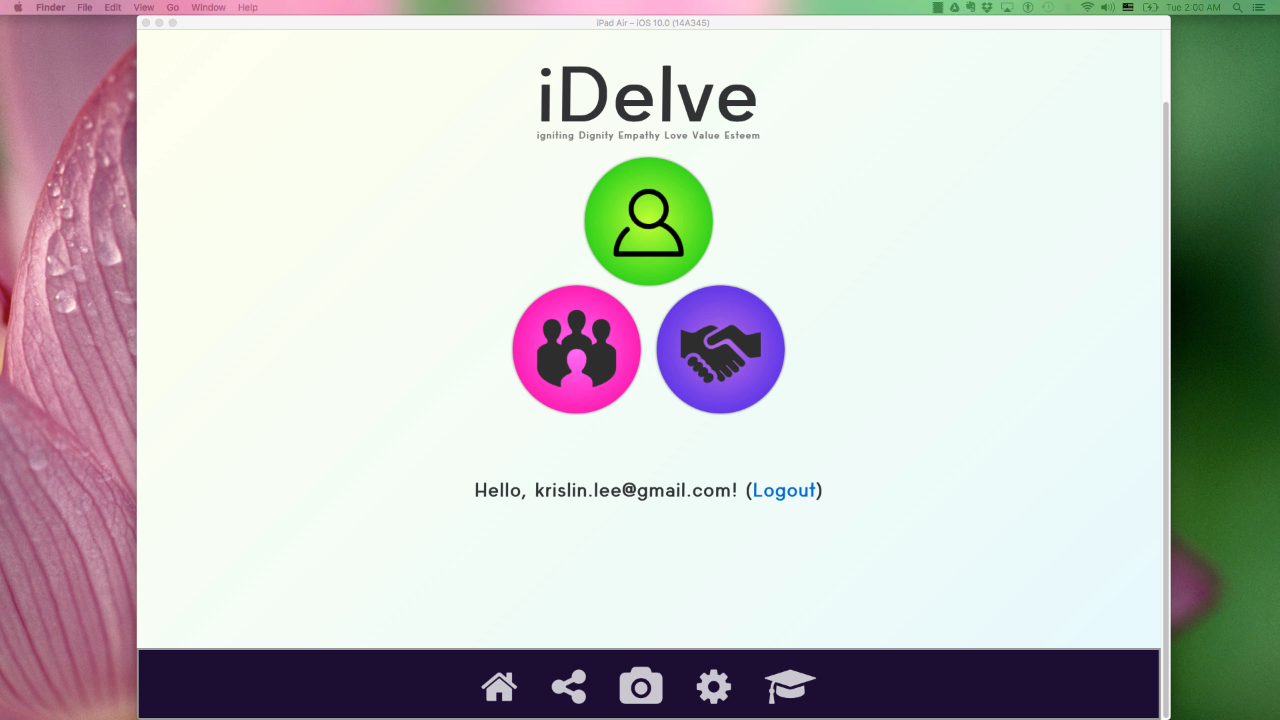 Finder File Edit View Go Window Help Tue 2:00 AM
iPad Air – iOS 10.0 (14A345)
iDelve
igniting Dignity Empathy Love Value Esteem
Hello, krislin.lee@gmail.com! (Logout)